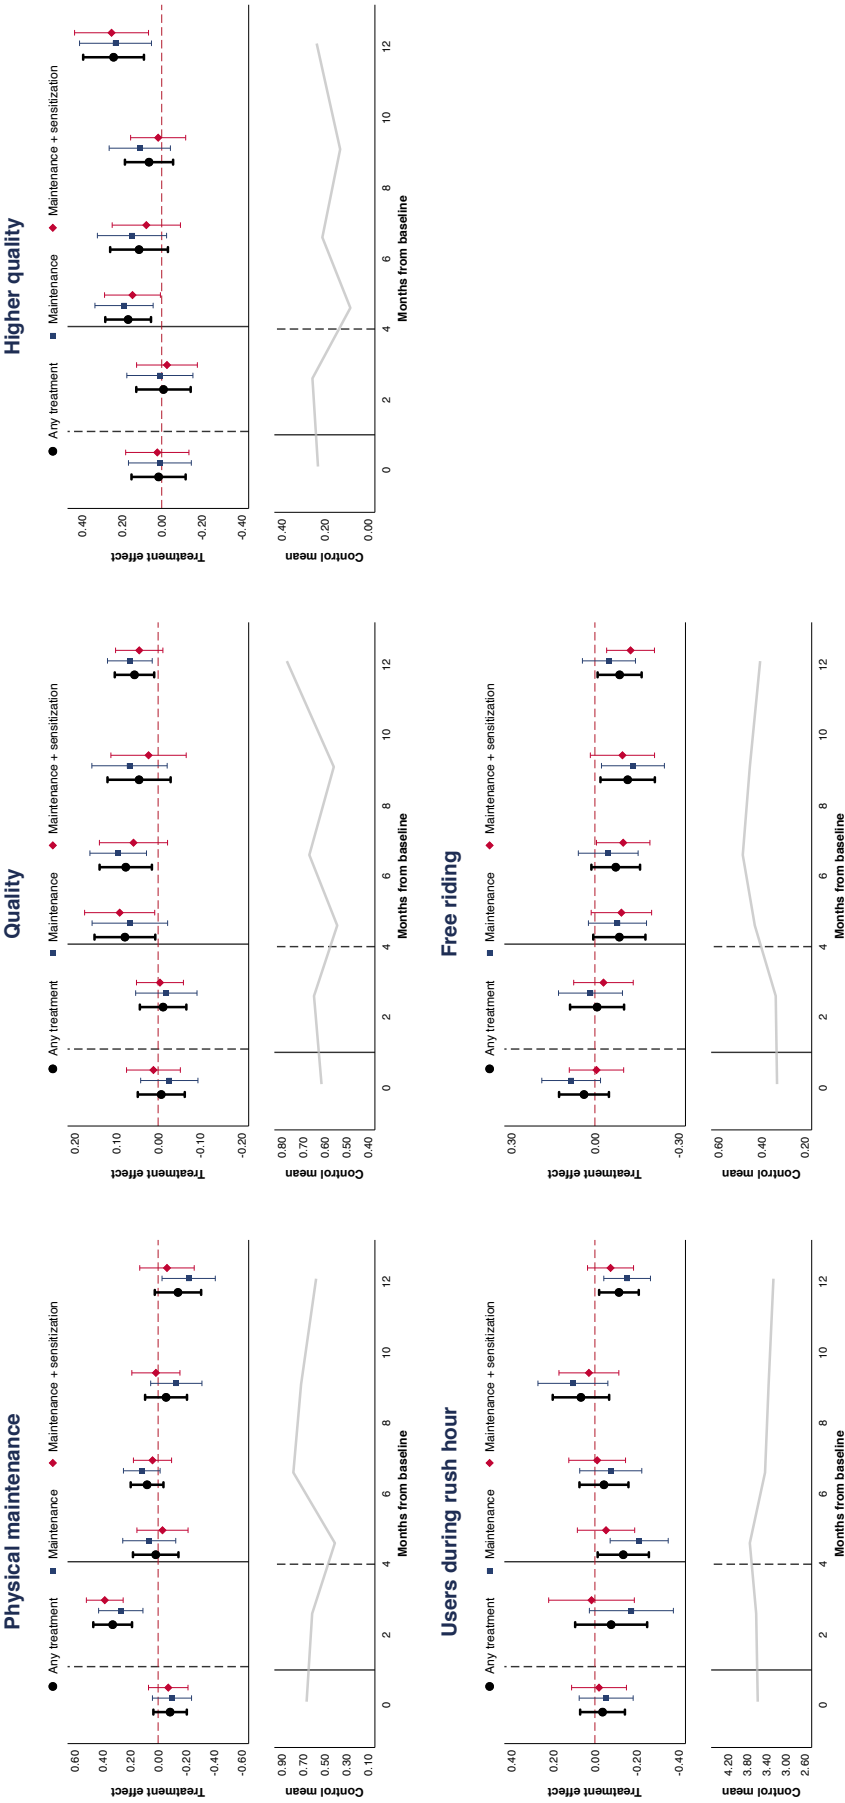 Physical maintenance
Any treatment
Maintenance
Maintenance + sensitization
Treatment effect
0.60
0.40
0.20
0.00
-0.20
-0.40
-0.60
Control mean
0.90
0.70
0.50
0.30
0.10
0 2 4 6 8 10 12
Months from baseline
Quality
Any treatment
Maintenance
Maintenance + sensitization
Treatment effect
0.20
0.10
0.00
-0.10
-0.20
Control mean
0.80
0.70
0.60
0.50
0.40
0 2 4 6 8 10 12
Months from baseline
Higher quality
Any treatment
Maintenance
Maintenance + sensitization
Treatment effect
0.40
0.20
0.00
-0.20
-0.40
Control mean
0.40
0.20
0.00
0 2 4 6 8 10 12
Months from baseline
Users during rush hour
Any treatment
Maintenance
Maintenance + sensitization
Treatment effect
0.40
0.20
0.00
-0.20
-0.40
Control mean
4.20
3.80
3.40
3.00
2.60
0 2 4 6 8 10 12
Months from baseline
Free riding
Any treatment
Maintenance
Maintenance + sensitization
Treatment effect
0.30
0.00
-0.30
Control mean
0.60
0.40
0.20
0 2 4 6 8 10 12
Months from baseline